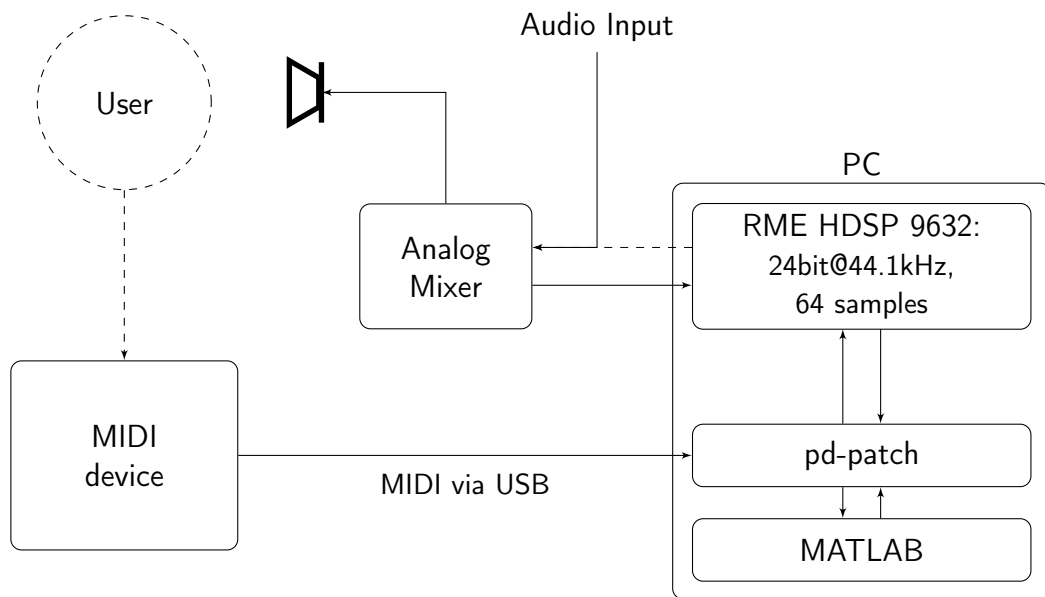 Audio Input
User
PC
RME HDSP 9632:
24bit@44.1kHz,
64 samples
Analog
Mixer
MIDI
device
MIDI via USB
pd-patch
MATLAB